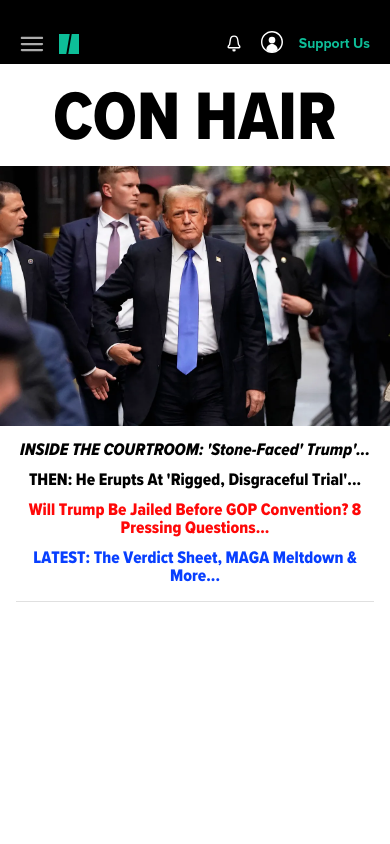 Support Us
CON HAIR
INSIDE THE COURTROOM: 'Stone-Faced' Trump'...
THEN: He Erupts At 'Rigged, Disgraceful Trial'...
Will Trump Be Jailed Before GOP Convention? 8
Pressing Questions...
LATEST: The Verdict Sheet, MAGA Meltdown &
More...